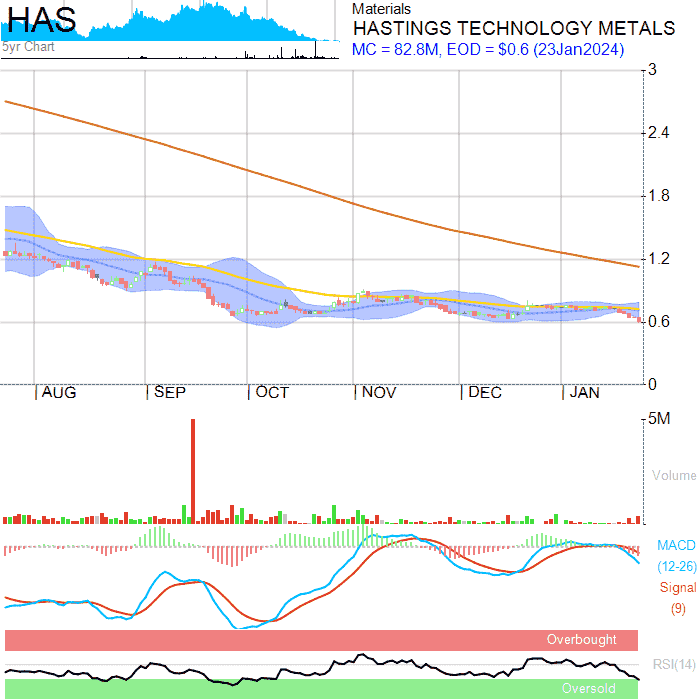 HAS
5yr Chart
Materials
HASTINGS TECHNOLOGY METALS
MC = 82.8M, EOD = $0.6 (23Jan2024)
3
2.4
1.8
1.2
0.6
0
AUG SEP OCT NOV DEC JAN
5M
Volume
MACD
(12-26)
Signal
(9)
Overbought
RSI(14)
Oversold